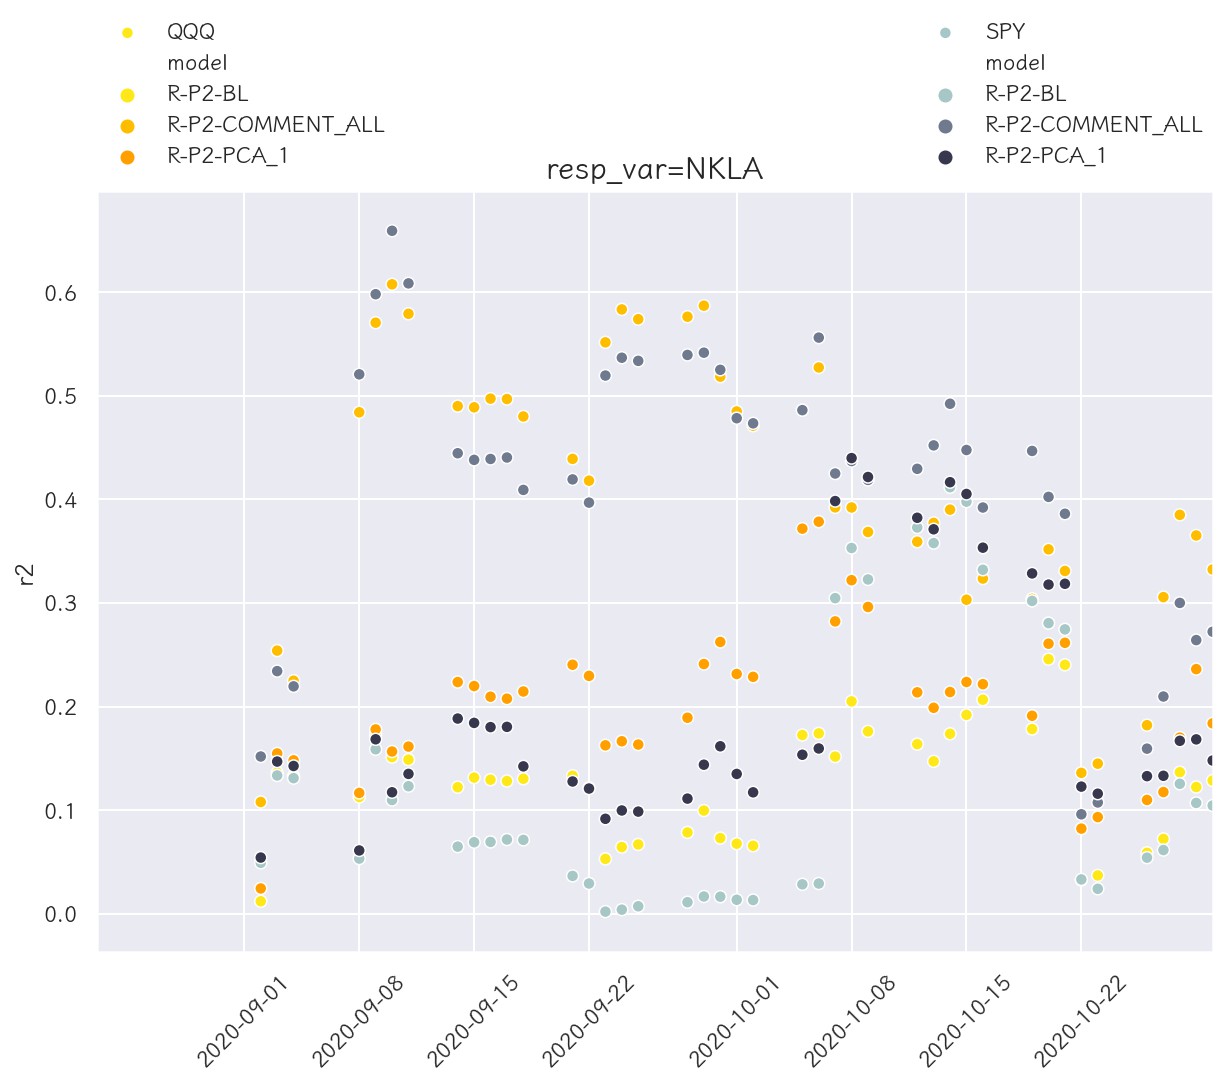 QQQ
model
R-P2-BL
R-P2-COMMENT_ALL
R-P2-PCA_1
SPY
model
R-P2-BL
R-P2-COMMENT_ALL
R-P2-PCA_1
resp_var=NKLA
r2
0.6
0.5
0.4
0.3
0.2
0.1
0.0
2020-09-01
2020-09-08
2020-09-15
2020-09-22
2020-10-01
2020-10-08
2020-10-15
2020-10-22